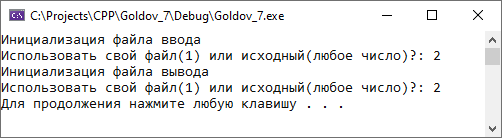 C:\Projects\CPP\Goldov_7\Debug\Goldov_7.exe
Инициализация файла ввода
Использовать свой файл(1) или исходный(любое число)?: 2
Инициализация файла вывода
Использовать свой файл(1) или исходный(любое число)?: 2
Для продолжения нажмите любую клавишу . . .